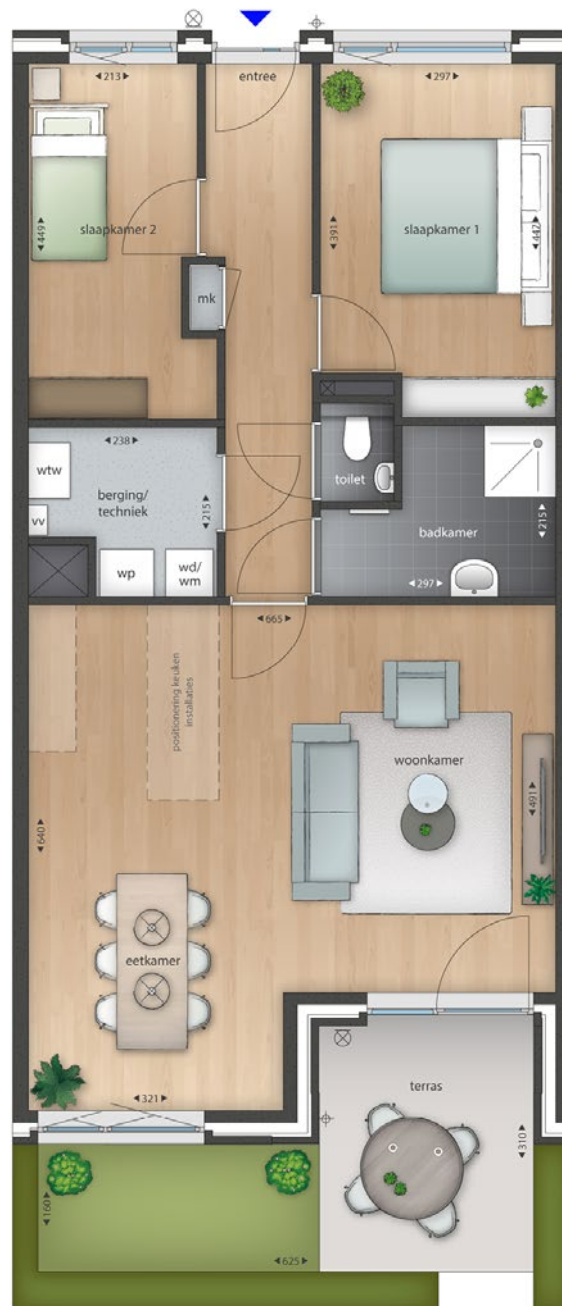 entree
213
297
449
slaapkamer 2
391
slaapkamer 1
442
mk
238
wtw
berging/
techniek
215
vv
wp
wd/
wm
toilet
badkamer
215
297
665
positionering keuken
installaties
woonkamer
491
640
eetkamer
321
terras
310
160
625